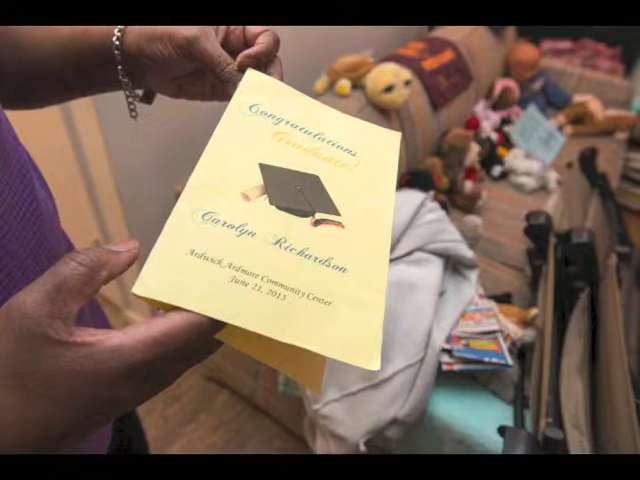 Congratulations
Graduate!
Carolyn Richardson
Ardwick Ardmore Community Center
June 21, 2013